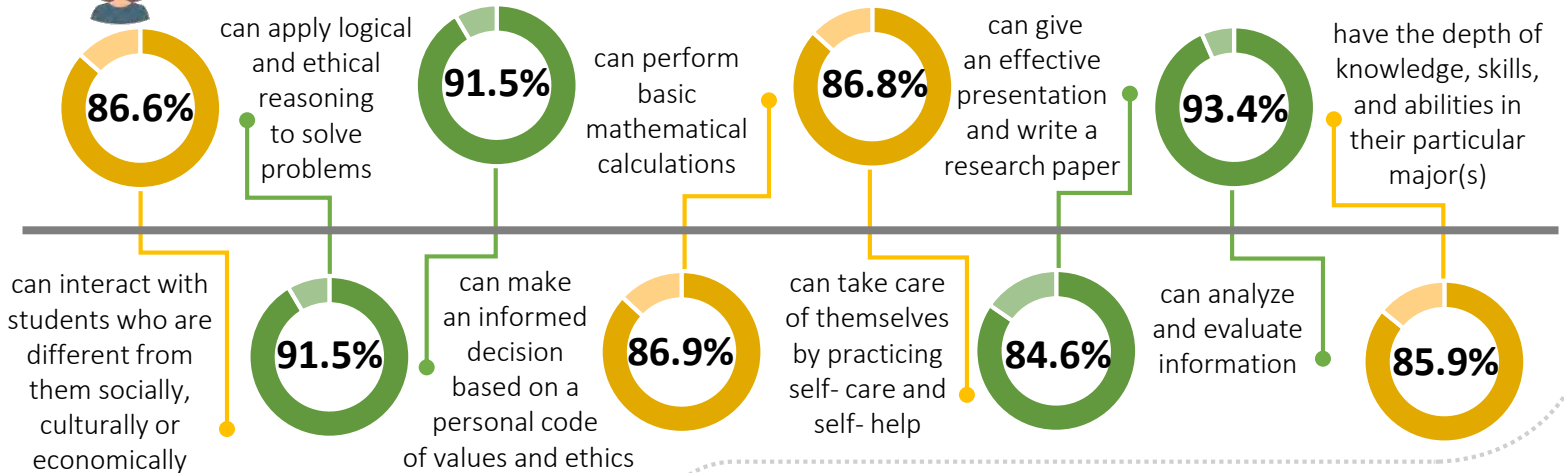 86.6%
can interact with
students who are
different from
them socially,
culturally or
economically
can apply logical
and ethical
reasoning
to solve
problems
91.5%
91.5%
can make
an informed
decision
based on a
personal code
of values and ethics
can perform
basic
mathematical
calculations
86.9%
86.8%
can take care
of themselves
by practicing
self- care and
self- help
can give
an effective
presentation
and write a
research paper
84.6%
93.4%
can analyze
and evaluate
information
have the depth of
knowledge, skills,
and abilities in
their particular
major(s)
85.9%